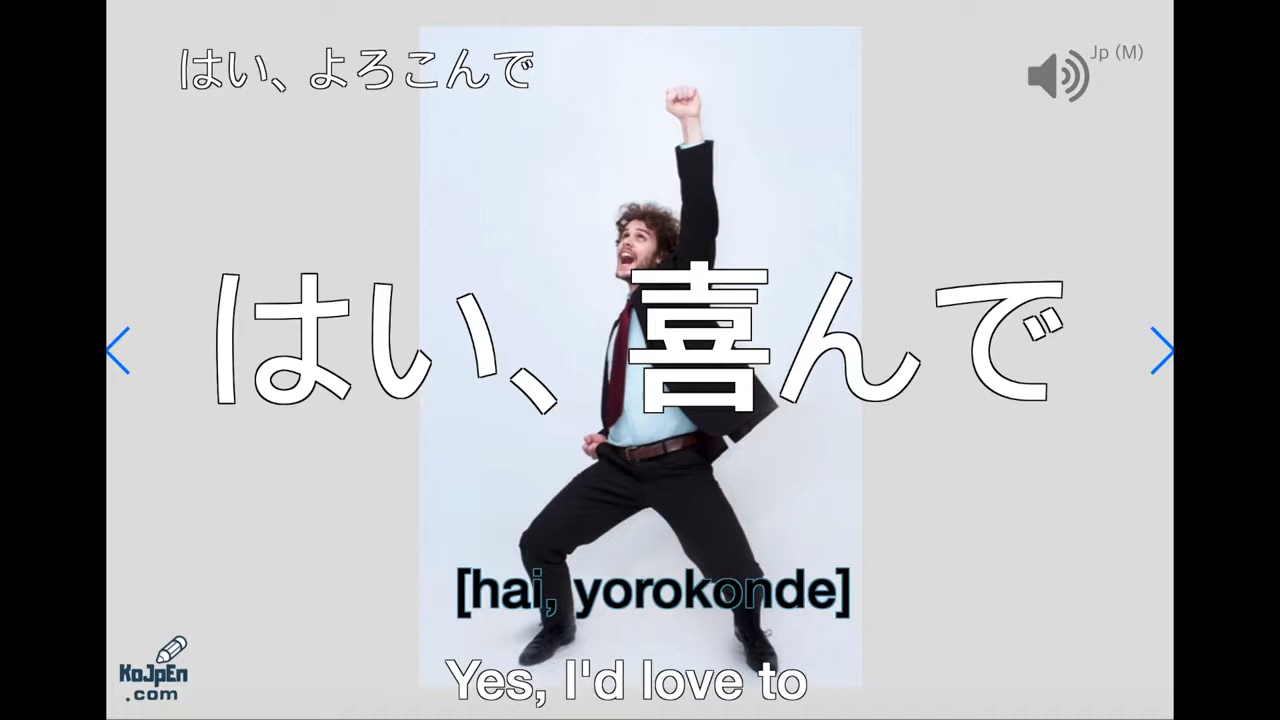 はい、よろこんで
Jp (M)
はい、喜んで
[hai, yorokonde]
KoJpEn
.com
Yes, I'd love to